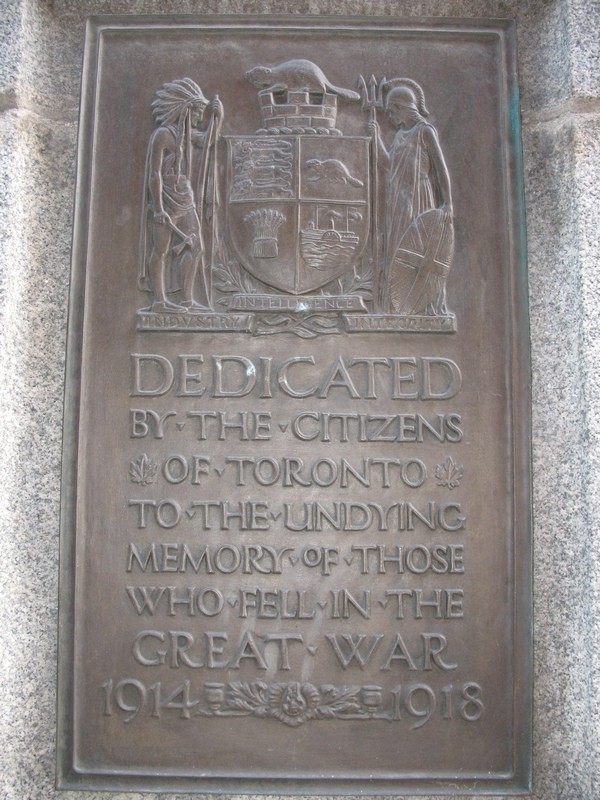 INTELLIGENCE
INDVSTRY INTEGRITY
DEDICATED
BY · THE · CITIZENS
OF · TORONTO
TO · THE · UNDYING
MEMORY · OF · THOSE
WHO · FELL · IN · THE
GREAT · WAR
1914 1918